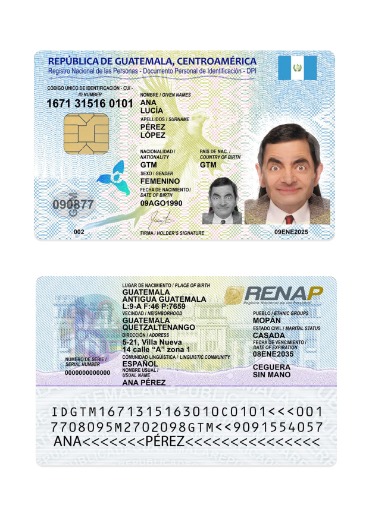 REPÚBLICA DE GUATEMALA, CENTROAMÉRICA
Registro Nacional de las Personas - Documento Personal de Identificación - DPI
CÓDIGO ÚNICO DE IDENTIFICACIÓN - CUI -
ID NUMBER
1671 31516 0101
NOMBRE / GIVEN NAMES
ANA
LUCÍA
APELLIDOS / SURNAME
PÉREZ
LÓPEZ
NACIONALIDAD /
NATIONALITY
GTM
PAÍS DE NAC. /
COUNTRY OF BIRTH
GTM
SEXO / GENDER
FEMENINO
FECHA DE NACIMIENTO /
DATE OF BIRTH
09AGO1990
090877
002
FIRMA / HOLDER'S SIGNATURE
09ENE2025
LUGAR DE NACIMIENTO / PLACE OF BIRTH
GUATEMALA
ANTIGUA GUATEMALA
L:9-A F:46 P:7659
VECINDAD / NEIGHBORHOOD
GUATEMALA
QUETZALTENANGO
DIRECCIÓN / ADDRESS
5-21, Villa Nueva
14 calle "A" zona 1
COMUNIDAD LINGÜÍSTICA / LINGUISTIC COMMUNITY
ESPAÑOL
NOMBRE USUAL /
USUAL NAME
ANA PÉREZ
NÚMERO DE SERIE
SERIAL NUMBER
0000000000000
RENAP
PUEBLO / ETHNIC GROUPS
MOPÁN
ESTADO CIVIL / MARITAL STATUS
CASADA
FECHA DE VENCIMIENTO /
DATE OF EXPIRATION
08ENE2035
CEGUERA
SIN MANO
IDGTM1671315163010C0101<<<001
7708095M2702098GTM<<9091554057
ANA<<<<<<<PÉREZ<<<<<<<<<<<<<<<